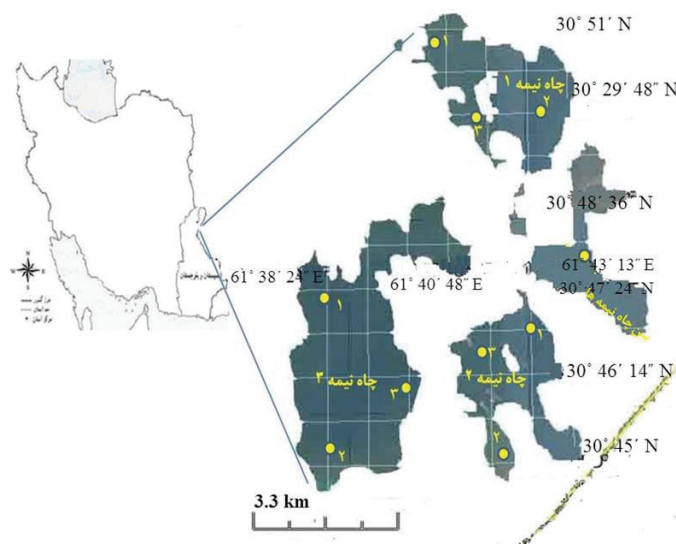 30° 51′ N
۱
چاه نیمه ۱
30° 29′ 48″ N
۲
۳
30° 48′ 36″ N
61° 38′ 24″ E
61° 40′ 48″ E
61° 43′ 13″ E
30° 47′ 24″ N
۱
۱
۳
30° 46′ 14″ N
چاه نیمه ۲
چاه نیمه ۳
۳
۲
۲
30° 45′ N
3.3 km
سیستان و بلوچستان